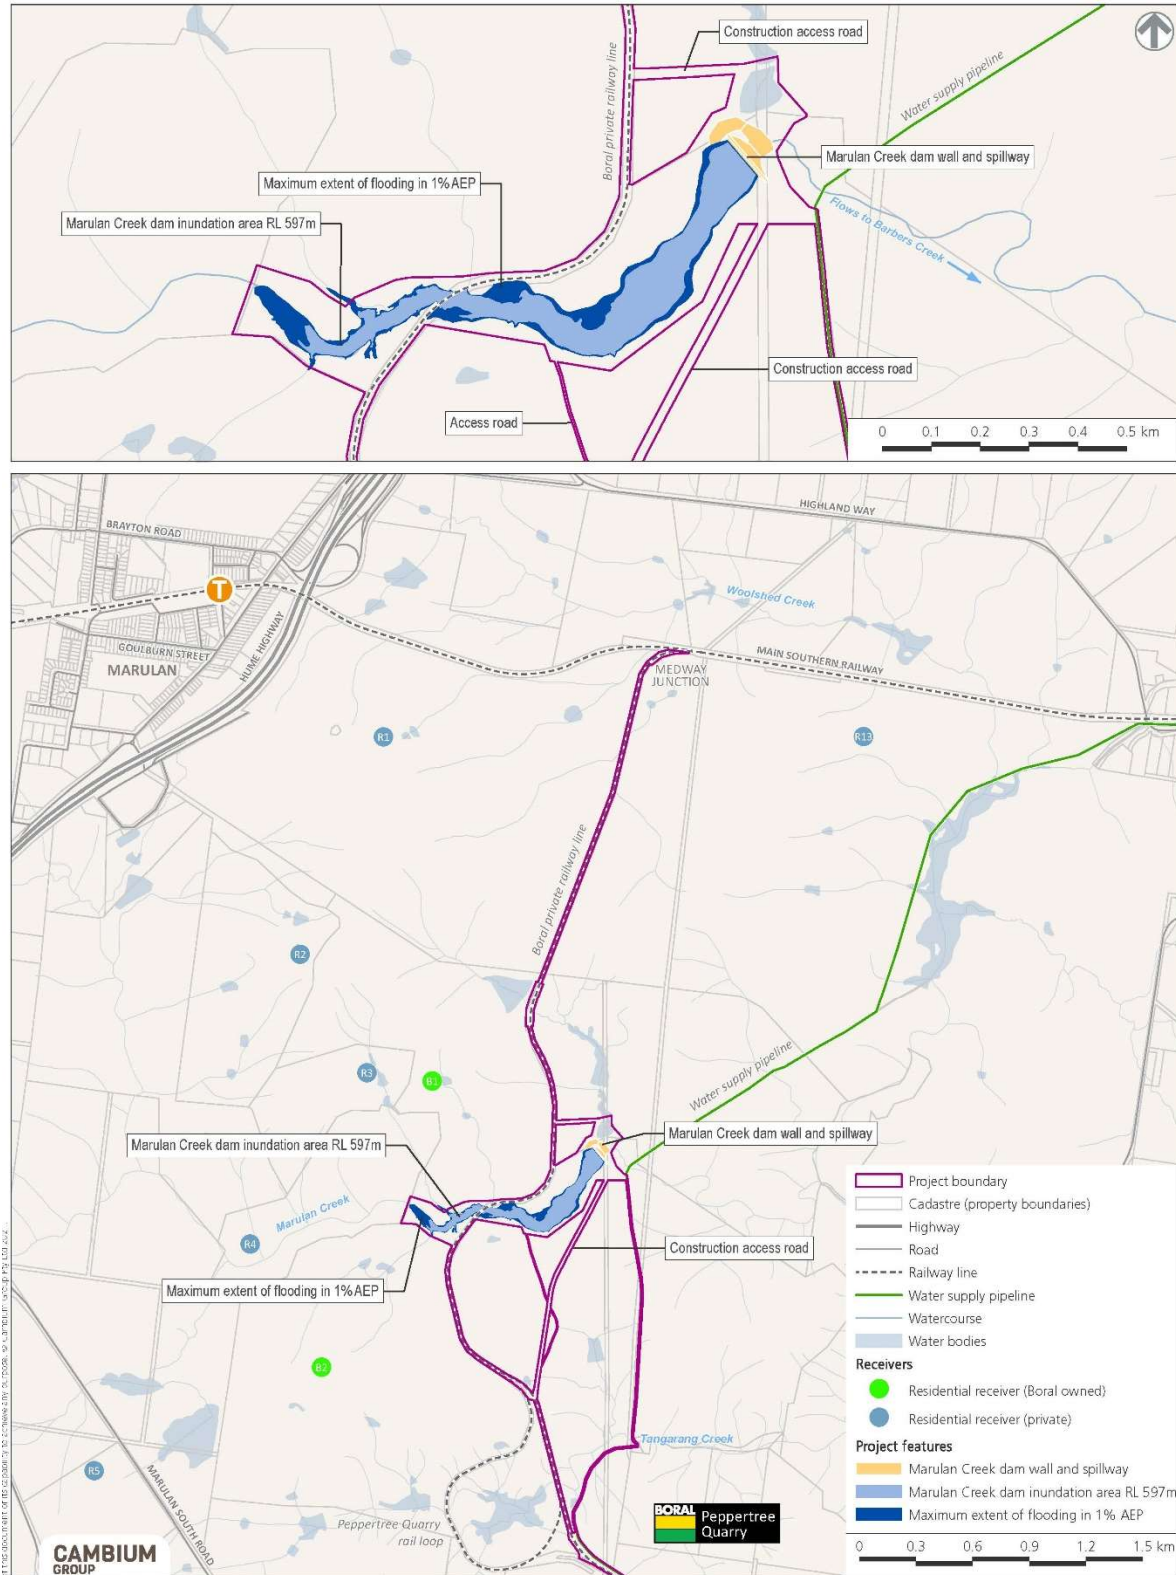 Construction access road
Boral private railway line
Water supply pipeline
Marulan Creek dam wall and spillway
Maximum extent of flooding in 1% AEP
Marulan Creek dam inundation area RL 597m
Flows to Barbers Creek
Construction access road
Access road
0 0.1 0.2 0.3 0.4 0.5 km
HIGHLAND WAY
BRAYTON ROAD
T
Woolshed Creek
GOULBURN STREET
HUME HIGHWAY
MARULAN
MAIN SOUTHERN RAILWAY
MEDWAY
JUNCTION
R1
R13
Boral private railway line
R2
Water supply pipeline
R3
B1
Marulan Creek dam inundation area RL 597m
Marulan Creek dam wall and spillway
Marulan Creek
R4
Construction access road
Maximum extent of flooding in 1% AEP
B2
Tangarang Creek
R5
MARULAN SOUTH ROAD
Peppertree Quarry
rail loop
BORAL
Peppertree
Quarry
CAMBIUM
GROUP
Project boundary
Cadastre (property boundaries)
Highway
Road
Railway line
Water supply pipeline
Watercourse
Water bodies
Receivers
Residential receiver (Boral owned)
Residential receiver (private)
Project features
Marulan Creek dam wall and spillway
Marulan Creek dam inundation area RL 597m
Maximum extent of flooding in 1% AEP
0 0.3 0.6 0.9 1.2 1.5 km